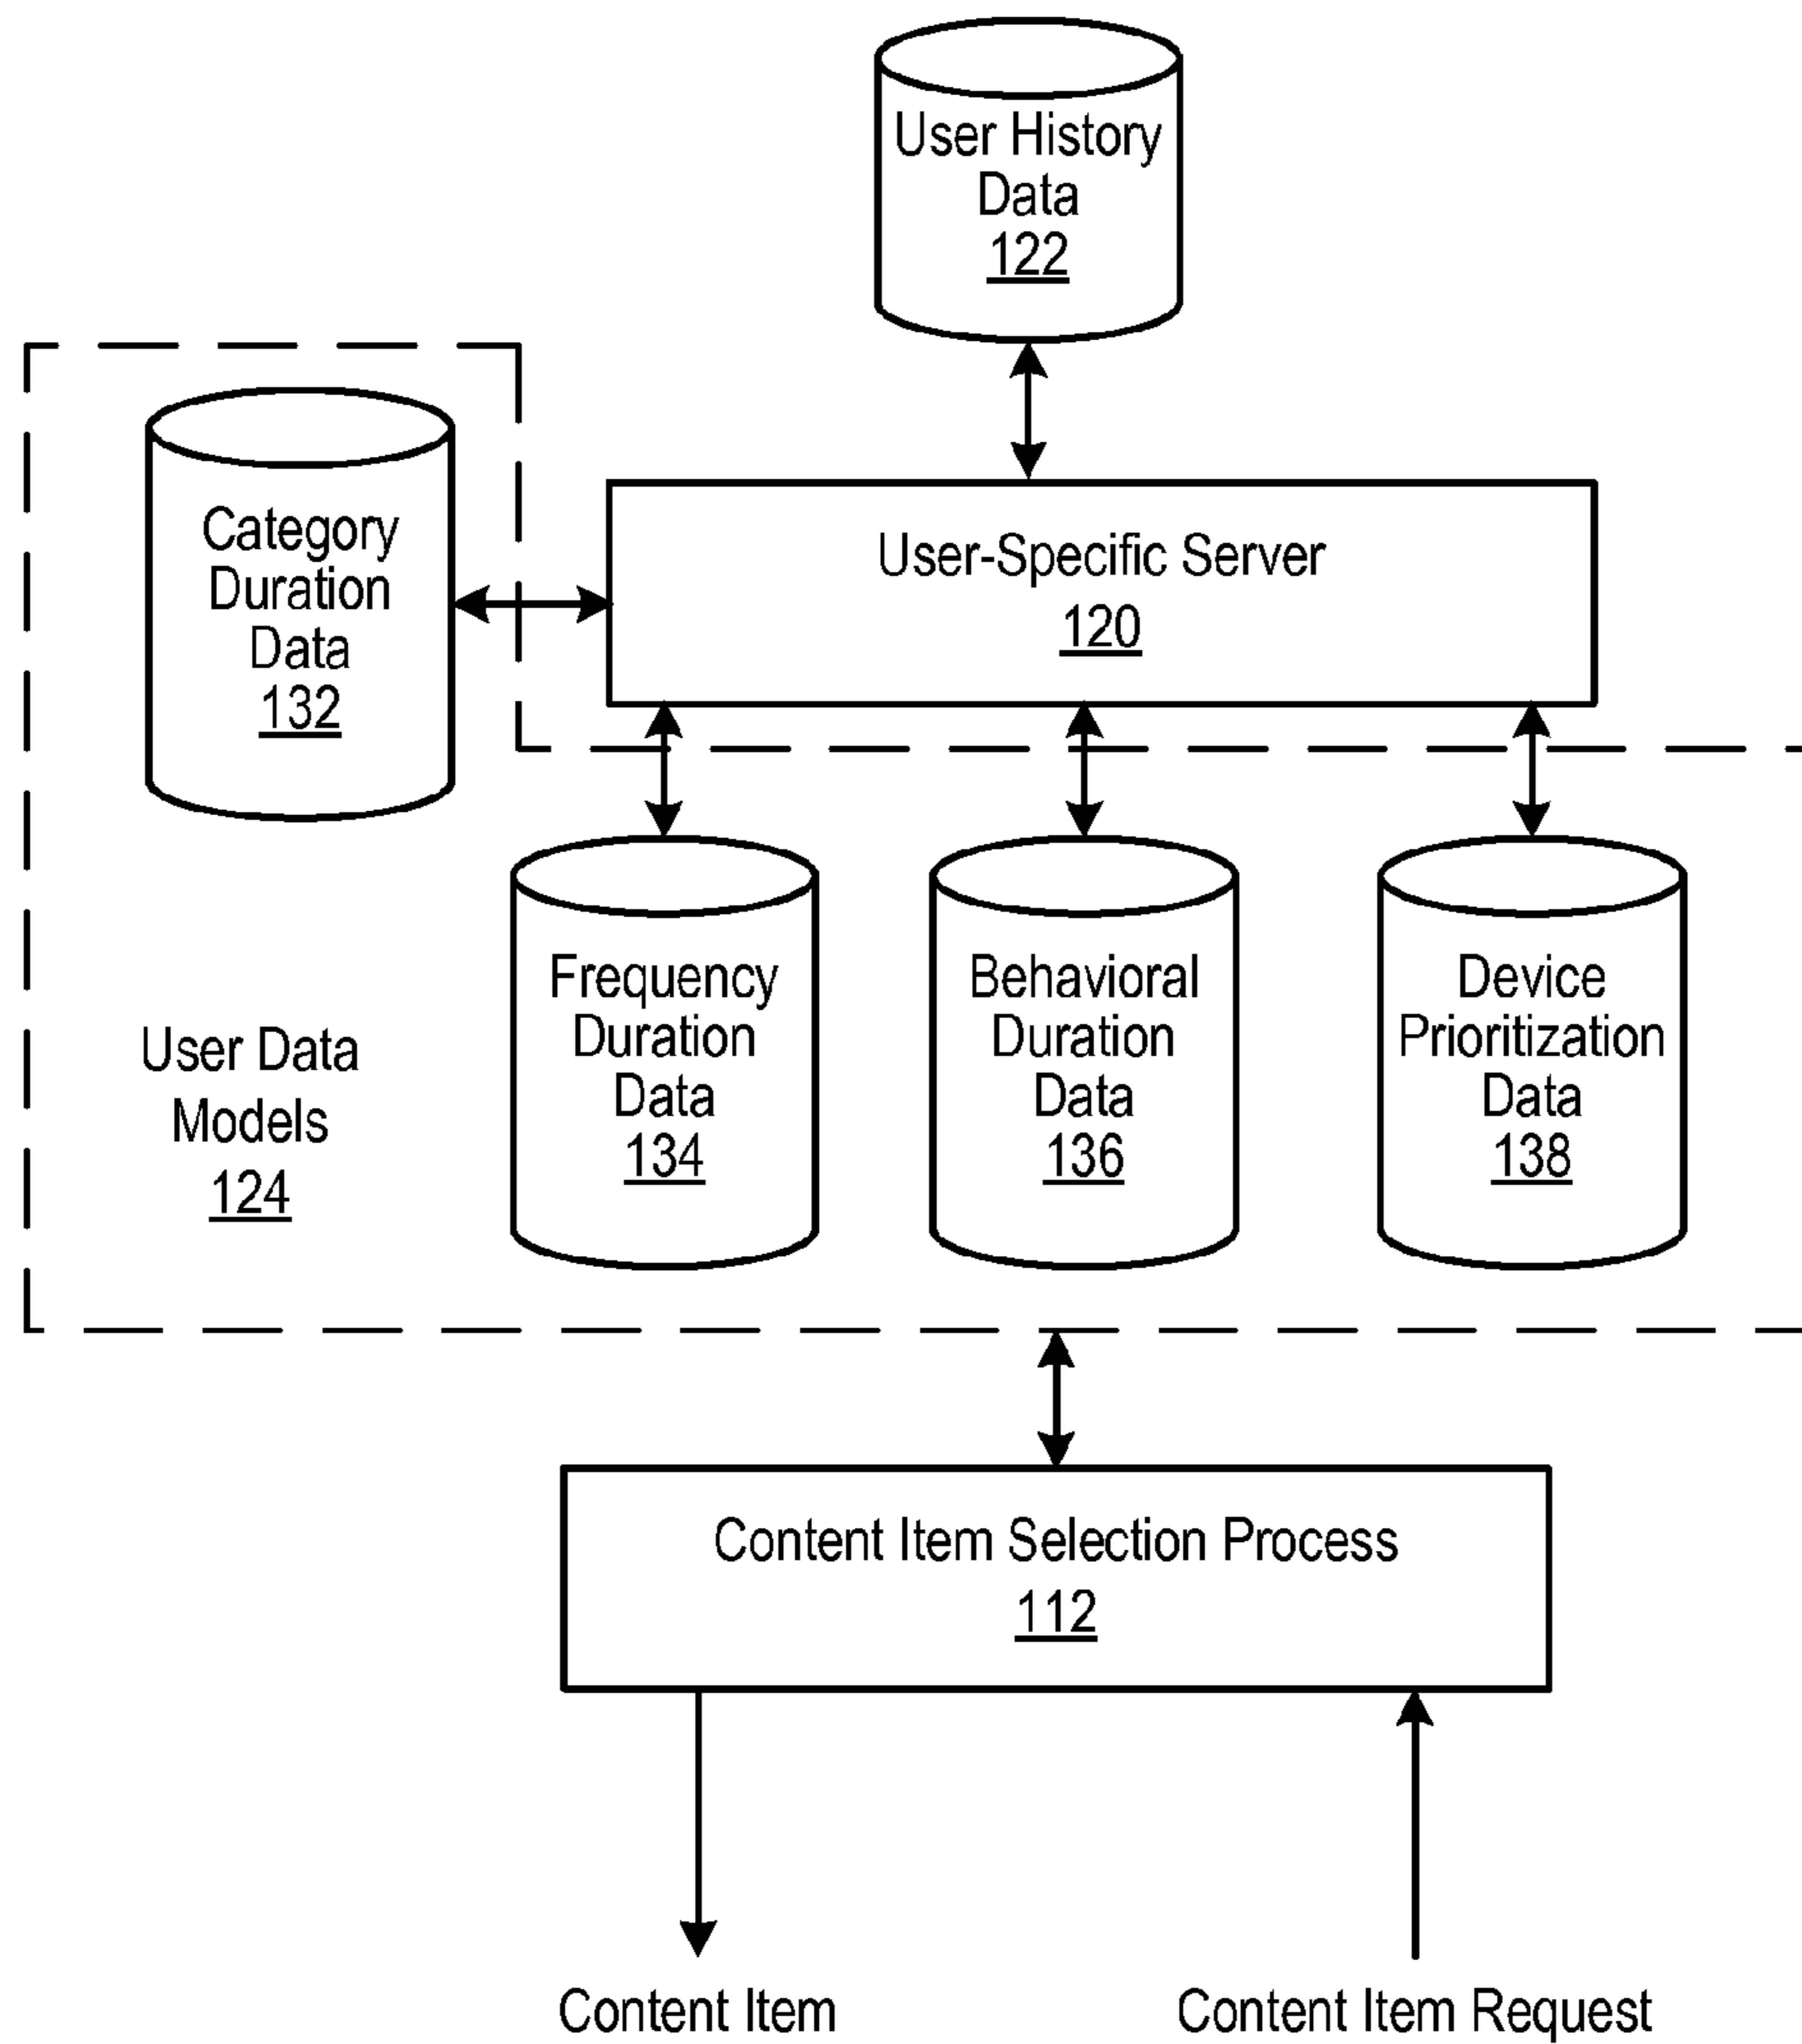 User History
Data
122
Category
Duration
Data
132
User-Specific Server
120
User Data
Models
124
Frequency
Duration
Data
134
Behavioral
Duration
Data
136
Device
Prioritization
Data
138
Content Item Selection Process
112
Content Item
Content Item Request